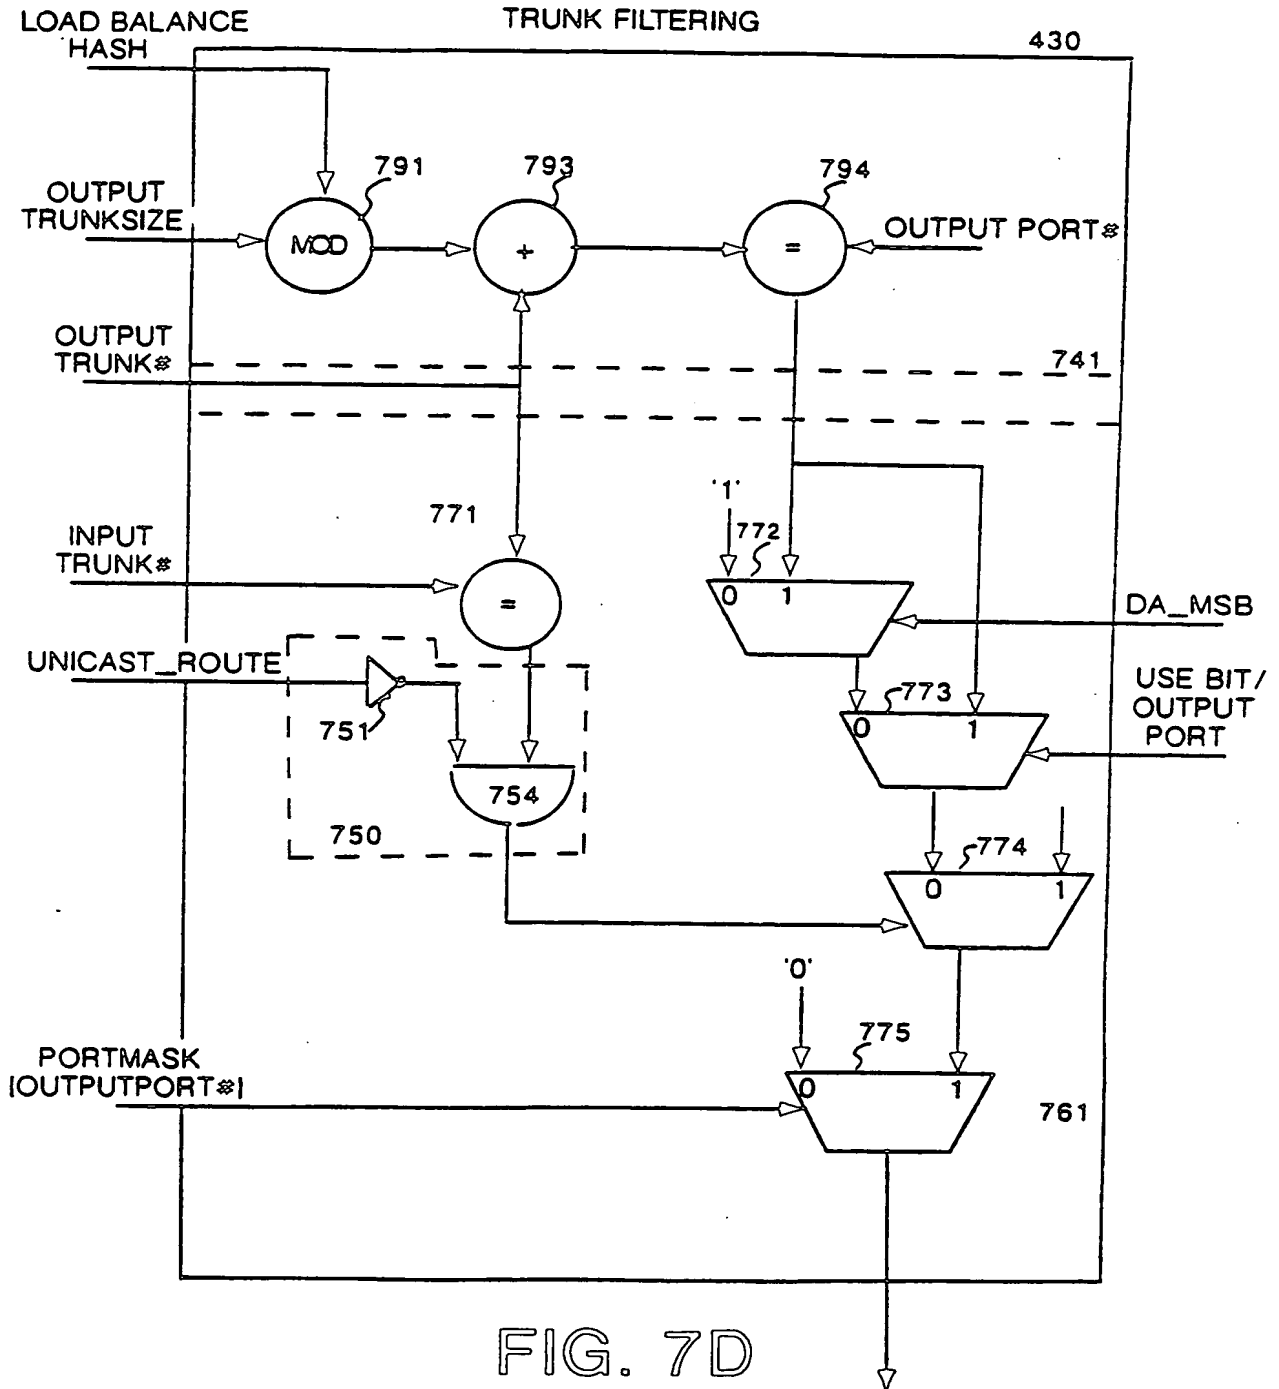 LOAD BALANCE
HASH
TRUNK FILTERING
430
791
793
794
OUTPUT
TRUNKSIZE
MOD
+
=
OUTPUT PORT#
OUTPUT
TRUNK#
741
'1'
771
772
INPUT
TRUNK#
=
0 1
DA_MSB
UNICAST_ROUTE
751
773
0 1
USE BIT/
OUTPUT
PORT
754
750
774
0 1
'0'
775
PORTMASK
[OUTPUTPORT#]
0 1
761
FIG. 7D